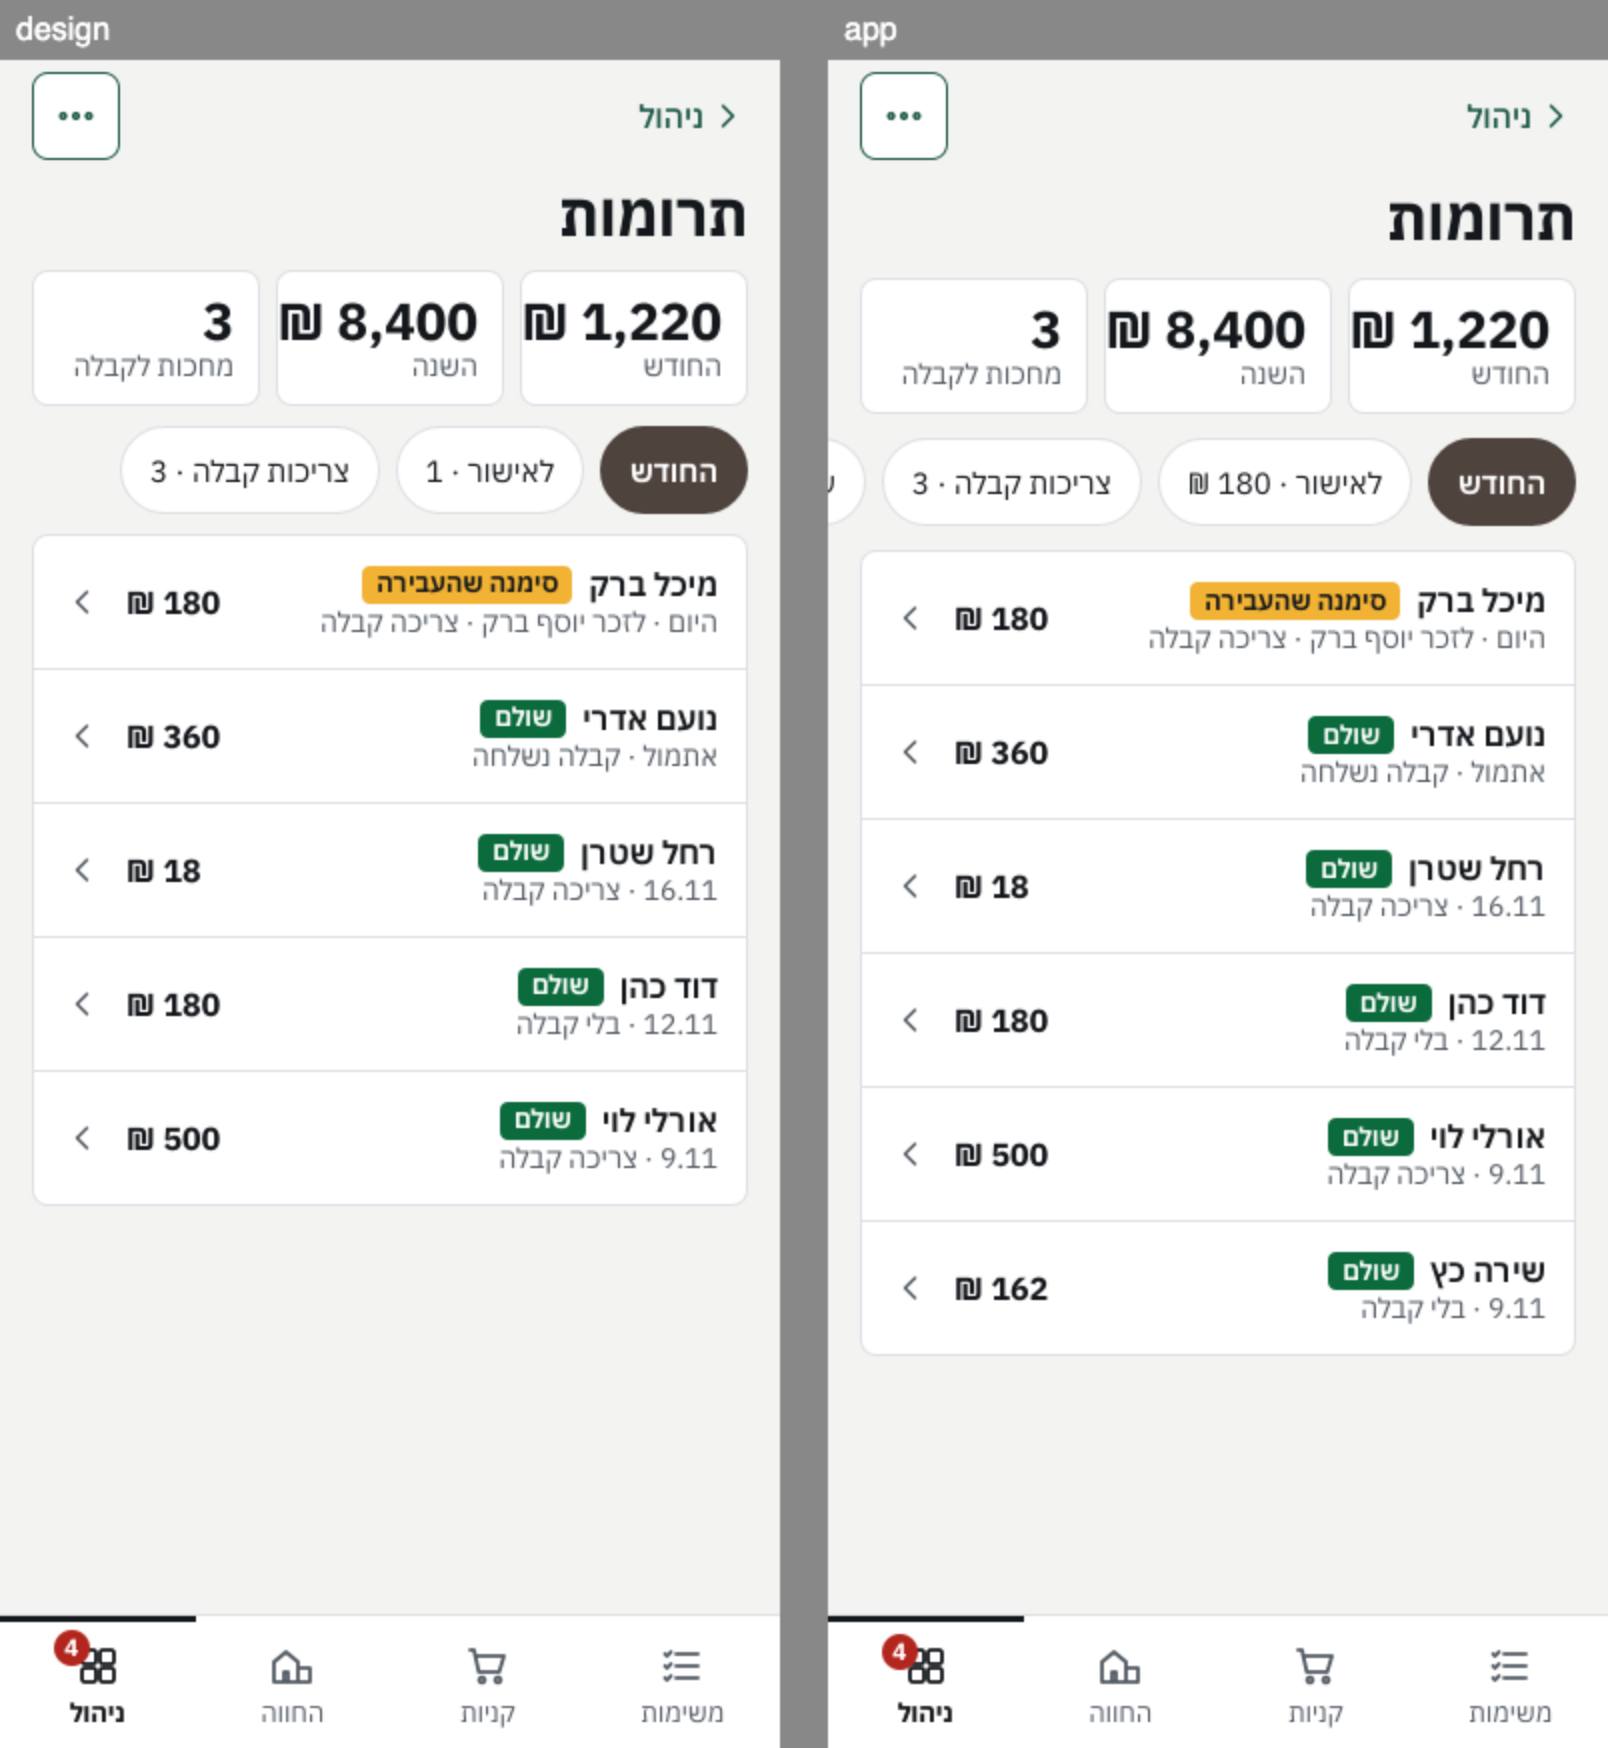 design
ניהול
תרומות
1,220 ₪
החודש
8,400 ₪
השנה
3
מחכות לקבלה
החודש
לאישור · 1
צריכות קבלה · 3
מיכל ברק
סימנה שהעבירה
היום · לזכר יוסף ברק · צריכה קבלה
180 ₪
נועם אדרי
שולם
אתמול · קבלה נשלחה
360 ₪
רחל שטרן
שולם
16.11 · צריכה קבלה
18 ₪
דוד כהן
שולם
12.11 · בלי קבלה
180 ₪
אורלי לוי
שולם
9.11 · צריכה קבלה
500 ₪
משימות
קניות
החווה
4
ניהול
app
ניהול
תרומות
1,220 ₪
החודש
8,400 ₪
השנה
3
מחכות לקבלה
החודש
לאישור · 180 ₪
צריכות קבלה · 3
מיכל ברק
סימנה שהעבירה
היום · לזכר יוסף ברק · צריכה קבלה
180 ₪
נועם אדרי
שולם
אתמול · קבלה נשלחה
360 ₪
רחל שטרן
שולם
16.11 · צריכה קבלה
18 ₪
דוד כהן
שולם
12.11 · בלי קבלה
180 ₪
אורלי לוי
שולם
9.11 · צריכה קבלה
500 ₪
שירה כץ
שולם
9.11 · בלי קבלה
162 ₪
משימות
קניות
החווה
4
ניהול